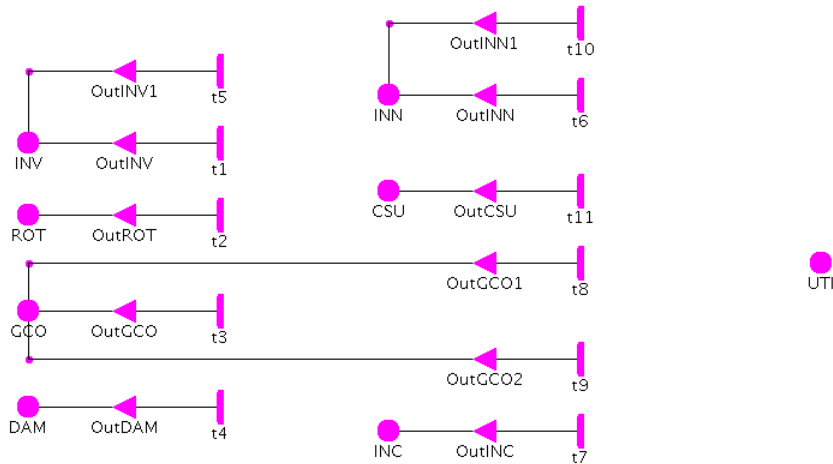 OutINN1
t10
OutINV1
t5
INN
OutINN
t6
INV
OutINV
t1
CSU
OutCSU
t11
ROT
OutROT
t2
OutGCO1
t8
UTI
GCO
OutGCO
t3
OutGCO2
t9
DAM
OutDAM
t4
INC
OutINC
t7